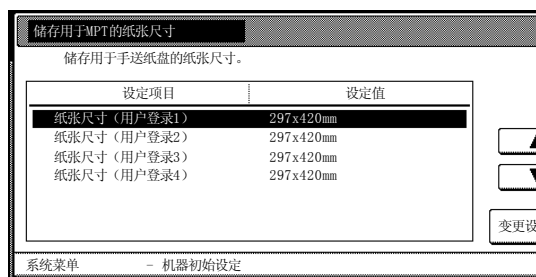 储存用于MPT的纸张尺寸
储存用于手送纸盘的纸张尺寸。
设定项目 设定值
纸张尺寸（用户登录1） 297x420mm
纸张尺寸（用户登录2） 297x420mm
纸张尺寸（用户登录3） 297x420mm
纸张尺寸（用户登录4） 297x420mm
变更设
系统菜单 - 机器初始设定